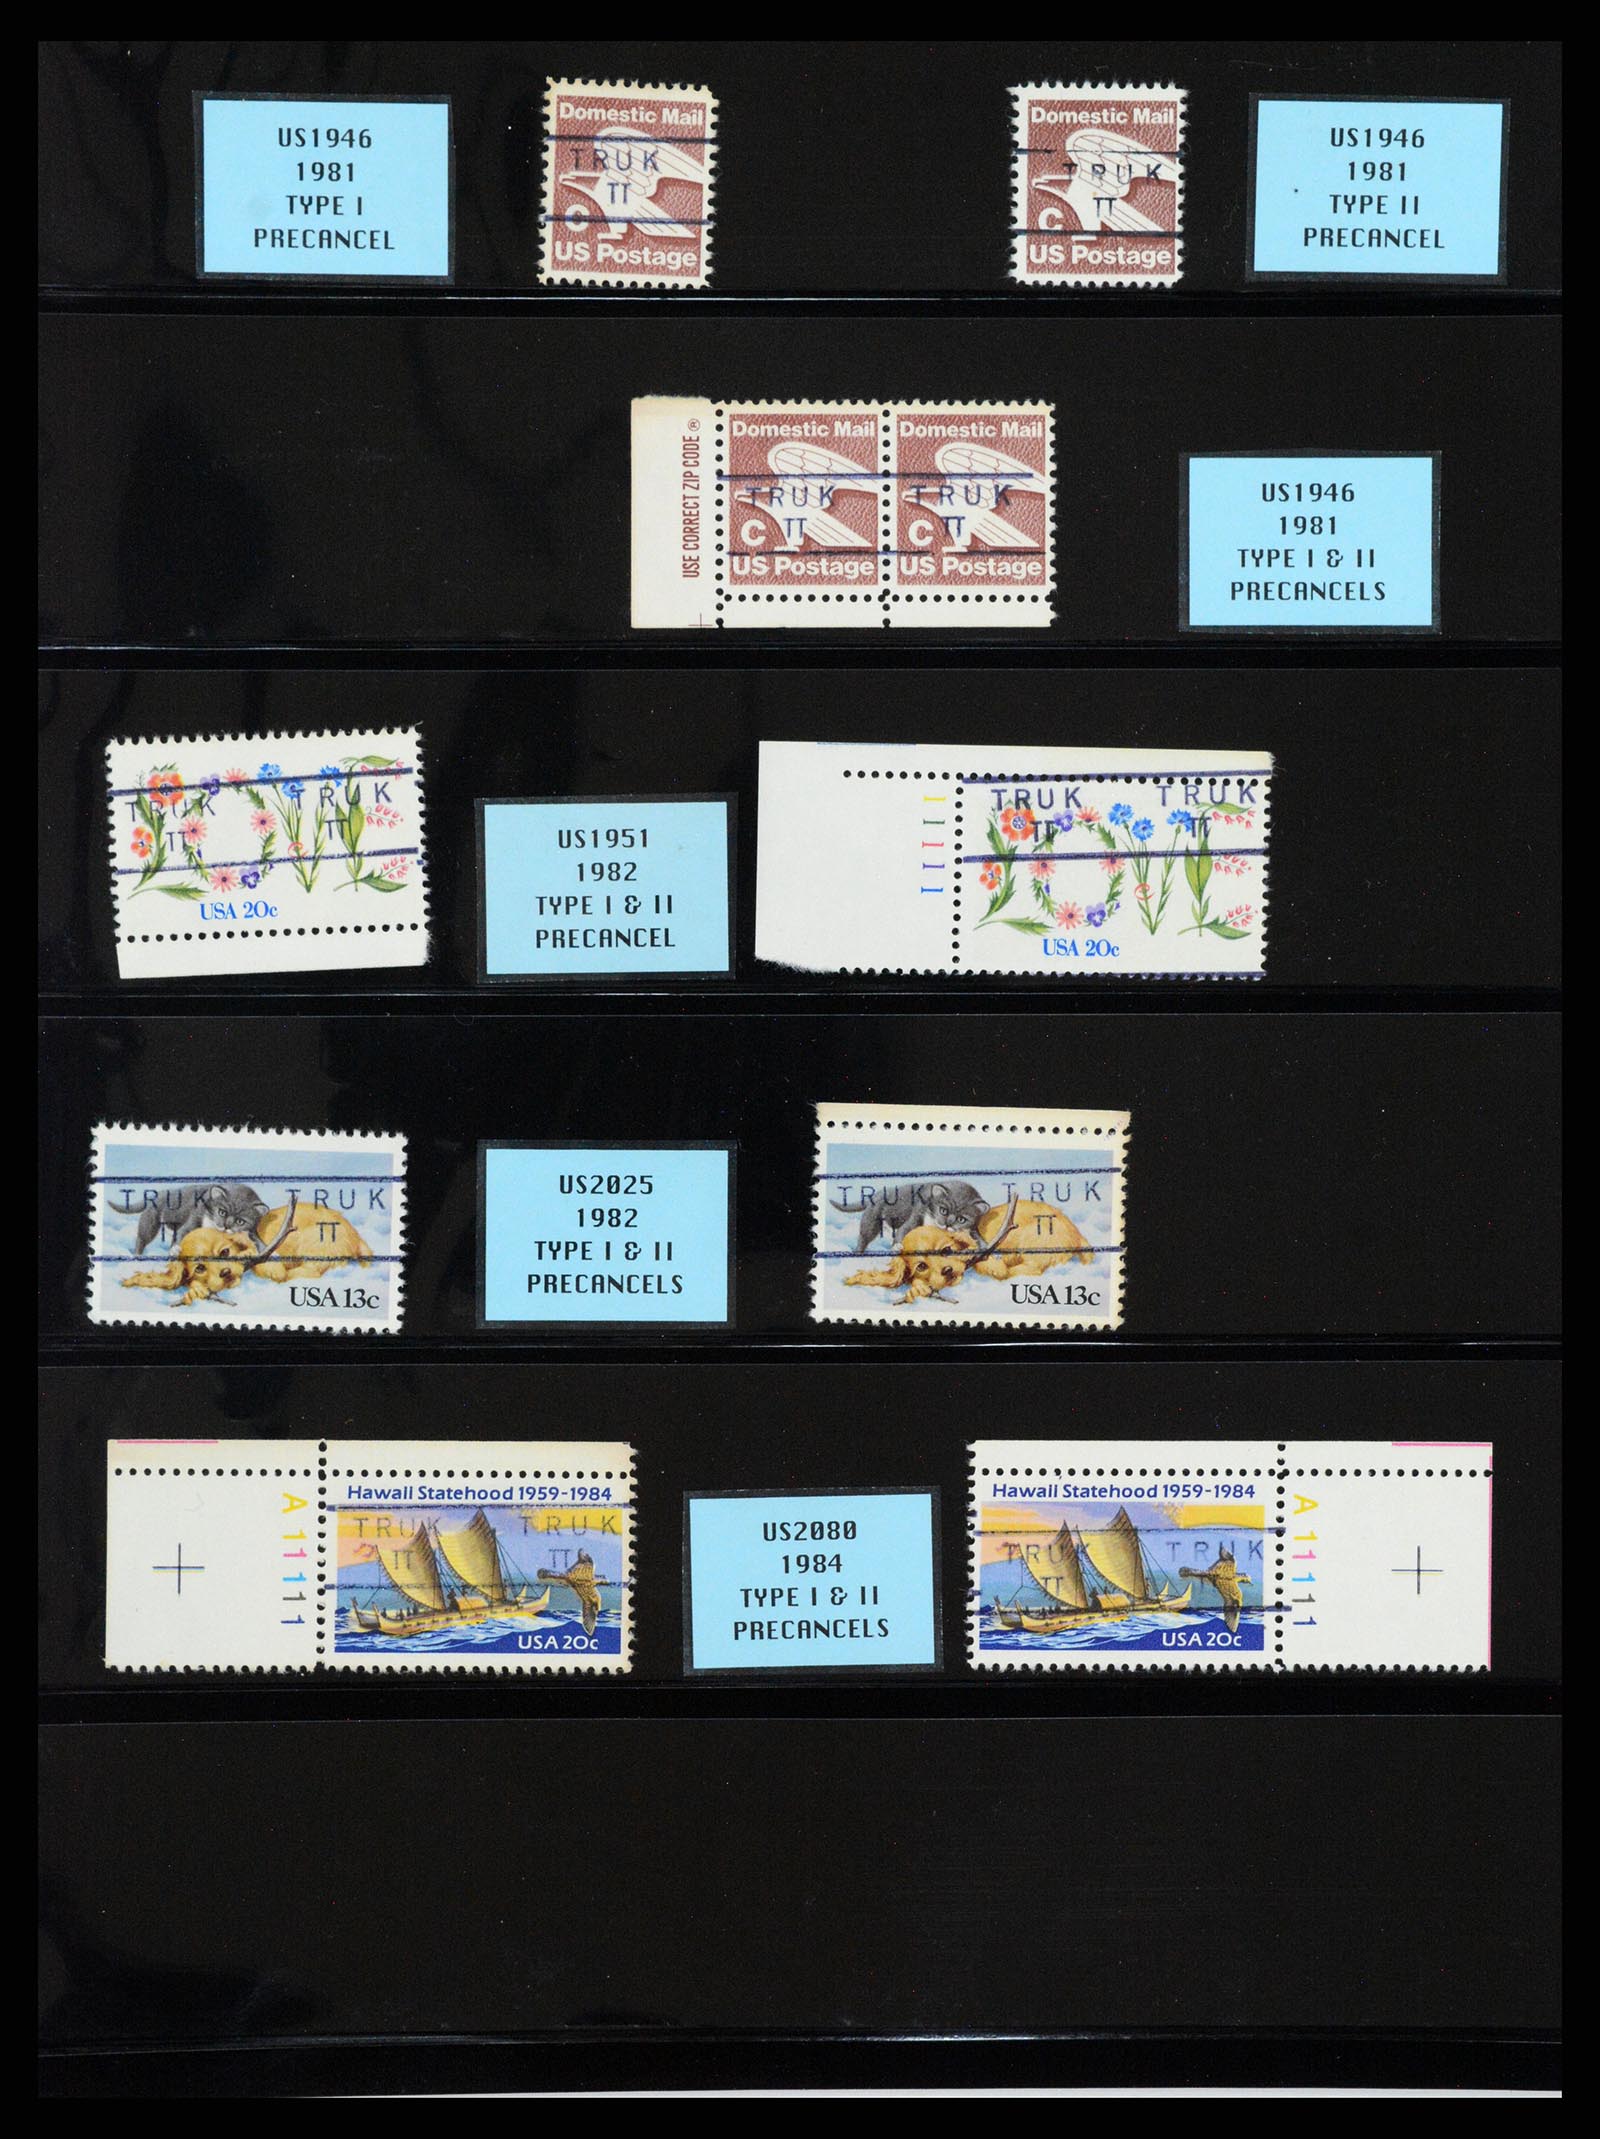 US1946
1981
TYPE I
PRECANCEL
Domestic Mail
TRUK
TT
C
US Postage
Domestic Mail
TRUK
TT
C
US Postage
US1946
1981
TYPE II
PRECANCEL
USE CORRECT ZIP CODE ®
Domestic Mail
TRUK
TT
C
US Postage
Domestic Mail
TRUK
TT
C
US Postage
US1946
1981
TYPE I & II
PRECANCELS
LOVE
TRUK TRUK
TT TT
USA 20c
US1951
1982
TYPE I & II
PRECANCEL
11111
LOVE
TRUK TRUK
TT TT
USA 20c
TRUK TRUK
TT TT
USA 13c
US2025
1982
TYPE I & II
PRECANCELS
TRUK TRUK
TT TT
USA 13c
A11111
Hawaii Statehood 1959-1984
TRUK TRUK
TT TT
USA 20c
US2080
1984
TYPE I & II
PRECANCELS
Hawaii Statehood 1959-1984
TRUK TRUK
TT TT
USA 20c
A11111